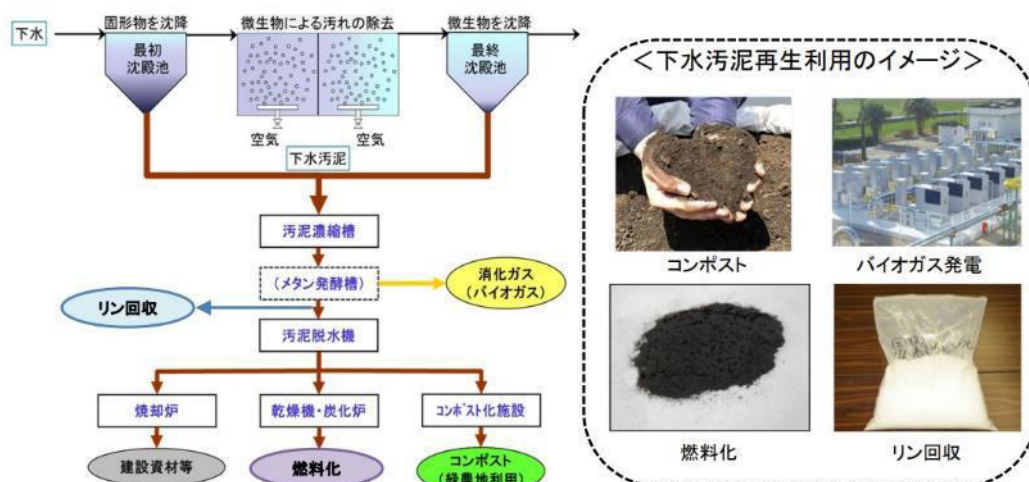 固形物を沈降
微生物による汚れの除去
微生物を沈降
下水
最初
沈殿池
最終
沈殿池
空気
空気
下水汚泥
汚泥濃縮槽
(メタン発酵槽)
消化ガス
(バイオガス)
リン回収
汚泥脱水機
焼却炉
乾燥機・炭化炉
ｺﾝﾎﾟｽﾄ化施設
建設資材等
燃料化
コンポスト
(緑農地利用)
＜下水汚泥再生利用のイメージ＞
コンポスト
バイオガス発電
燃料化
リン回収